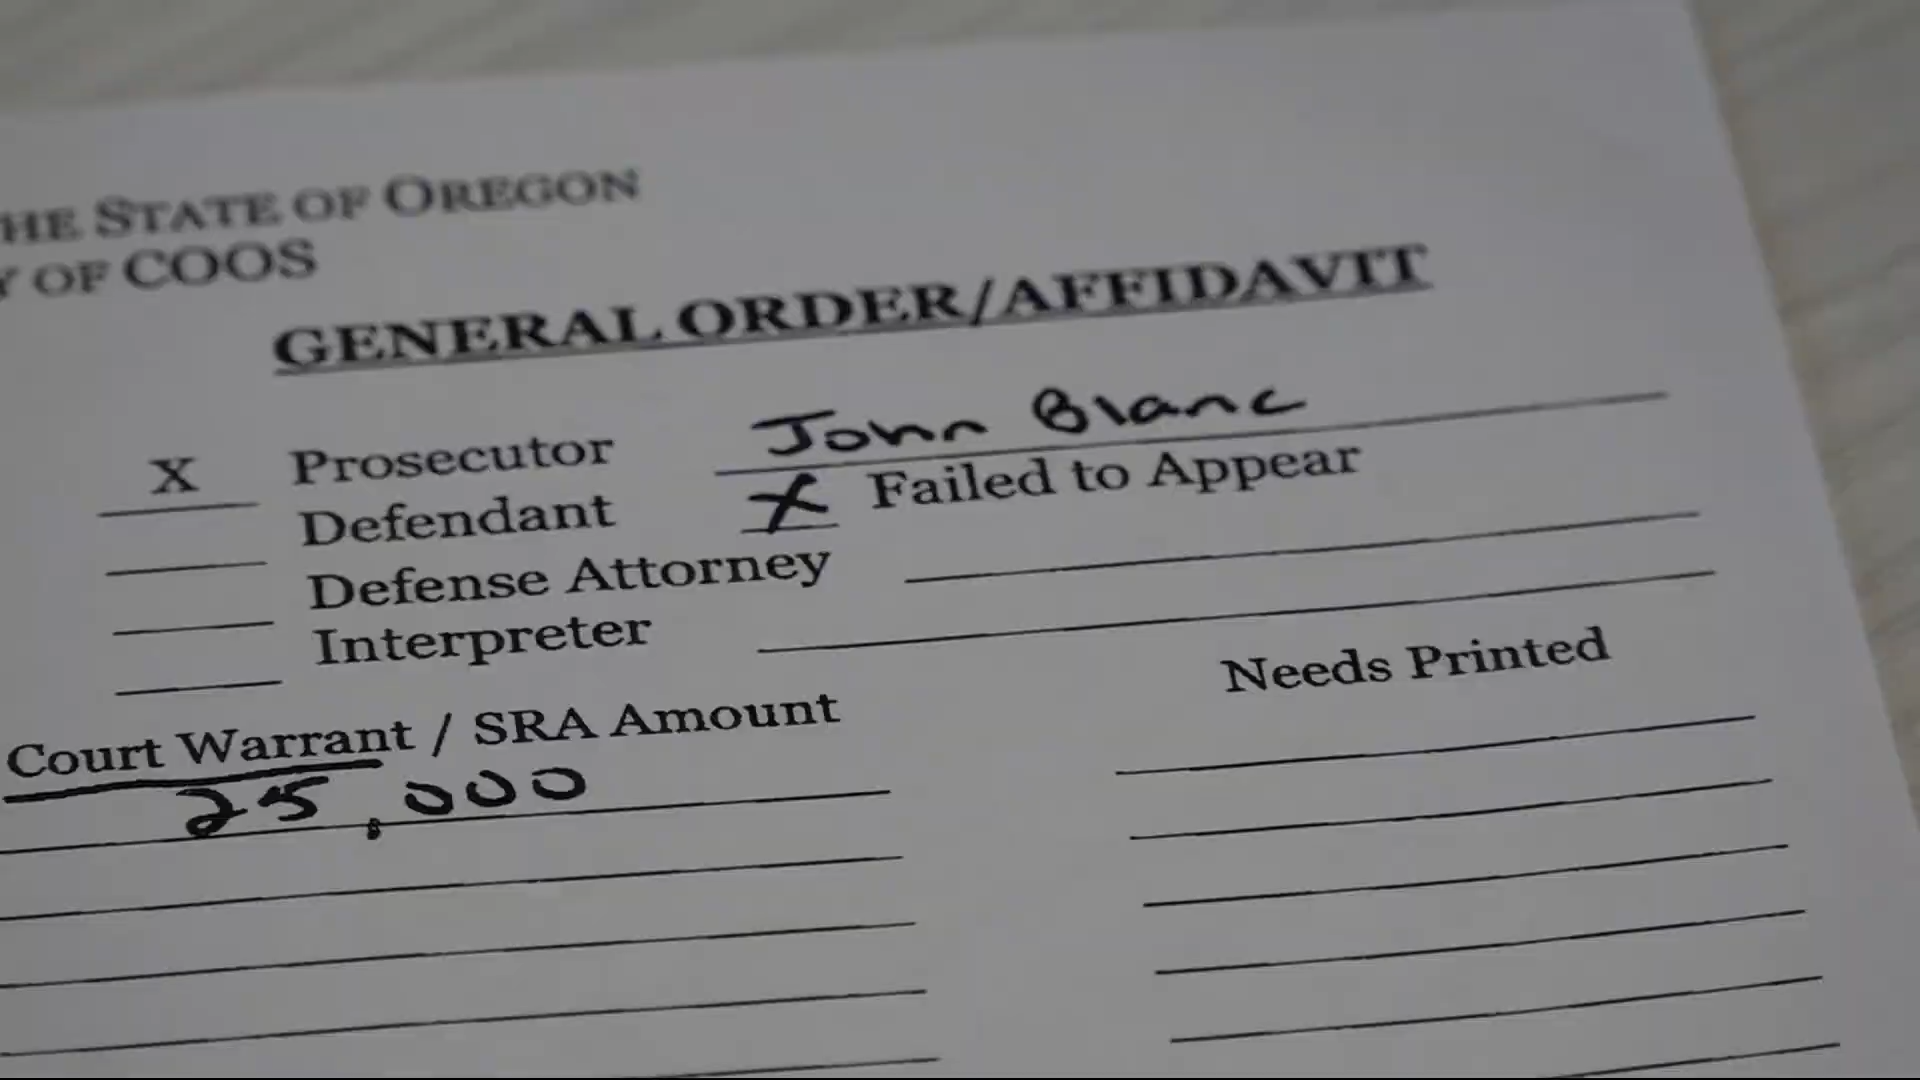 HE STATE OF OREGON
Y OF COOS
GENERAL ORDER/AFFIDAVIT
X Prosecutor John Blanc
Defendant X Failed to Appear
Defense Attorney
Interpreter
Court Warrant / SRA Amount
Needs Printed
25,000